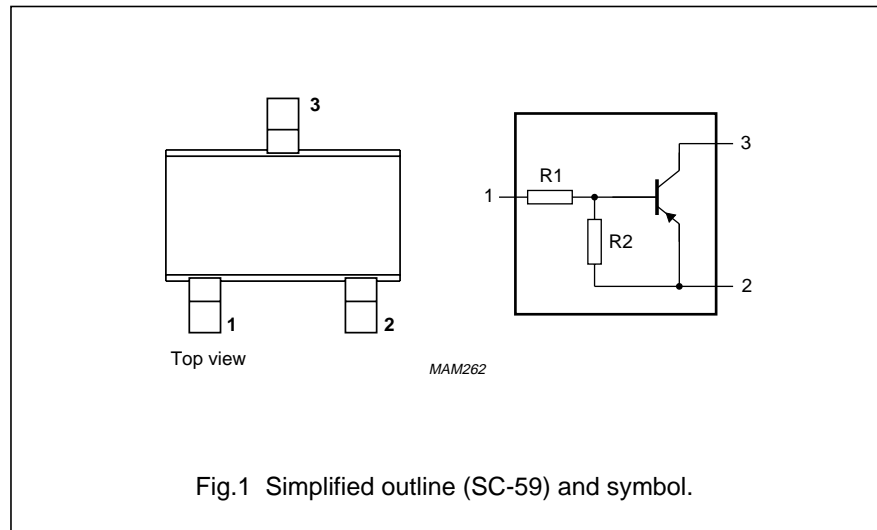 3
1
2
Top view
1
R1
R2
3
2
MAM262
Fig.1 Simplified outline (SC-59) and symbol.